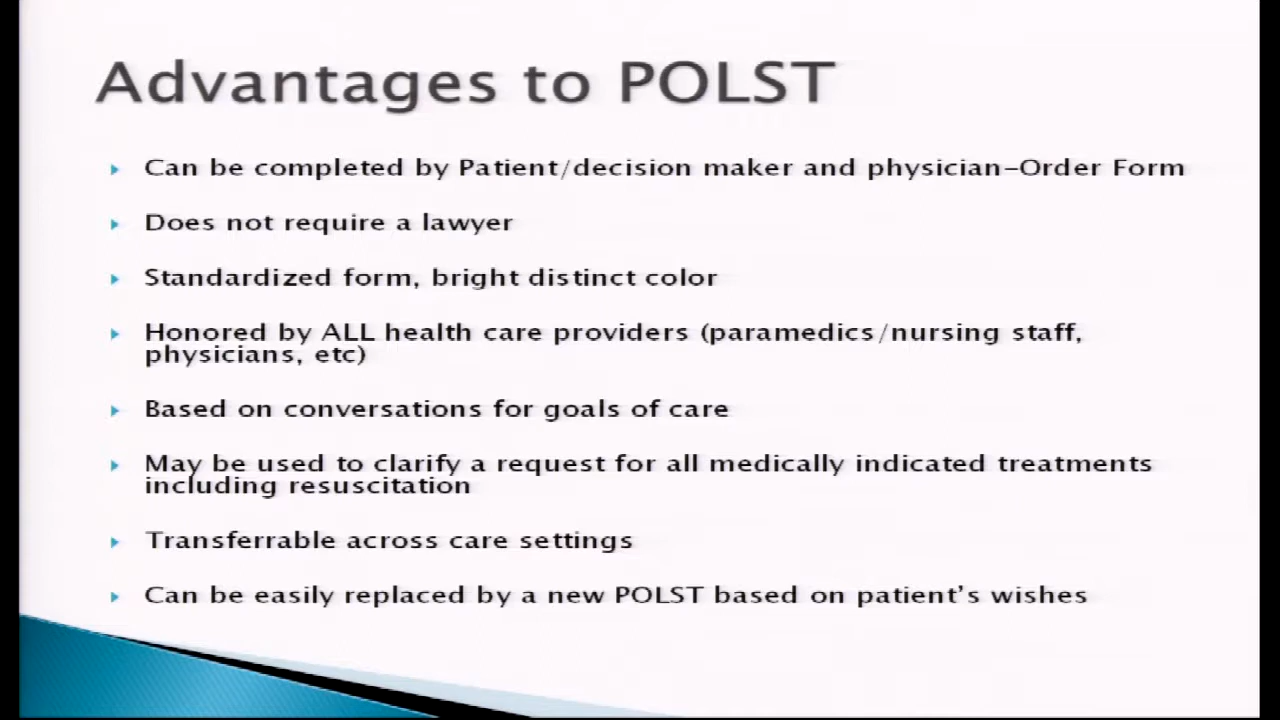 Advantages to POLST
Can be completed by Patient/decision maker and physician-Order Form
Does not require a lawyer
Standardized form, bright distinct color
Honored by ALL health care providers (paramedics/nursing staff,
physicians, etc)
Based on conversations for goals of care
May be used to clarify a request for all medically indicated treatments
including resuscitation
Transferrable across care settings
Can be easily replaced by a new POLST based on patient's wishes